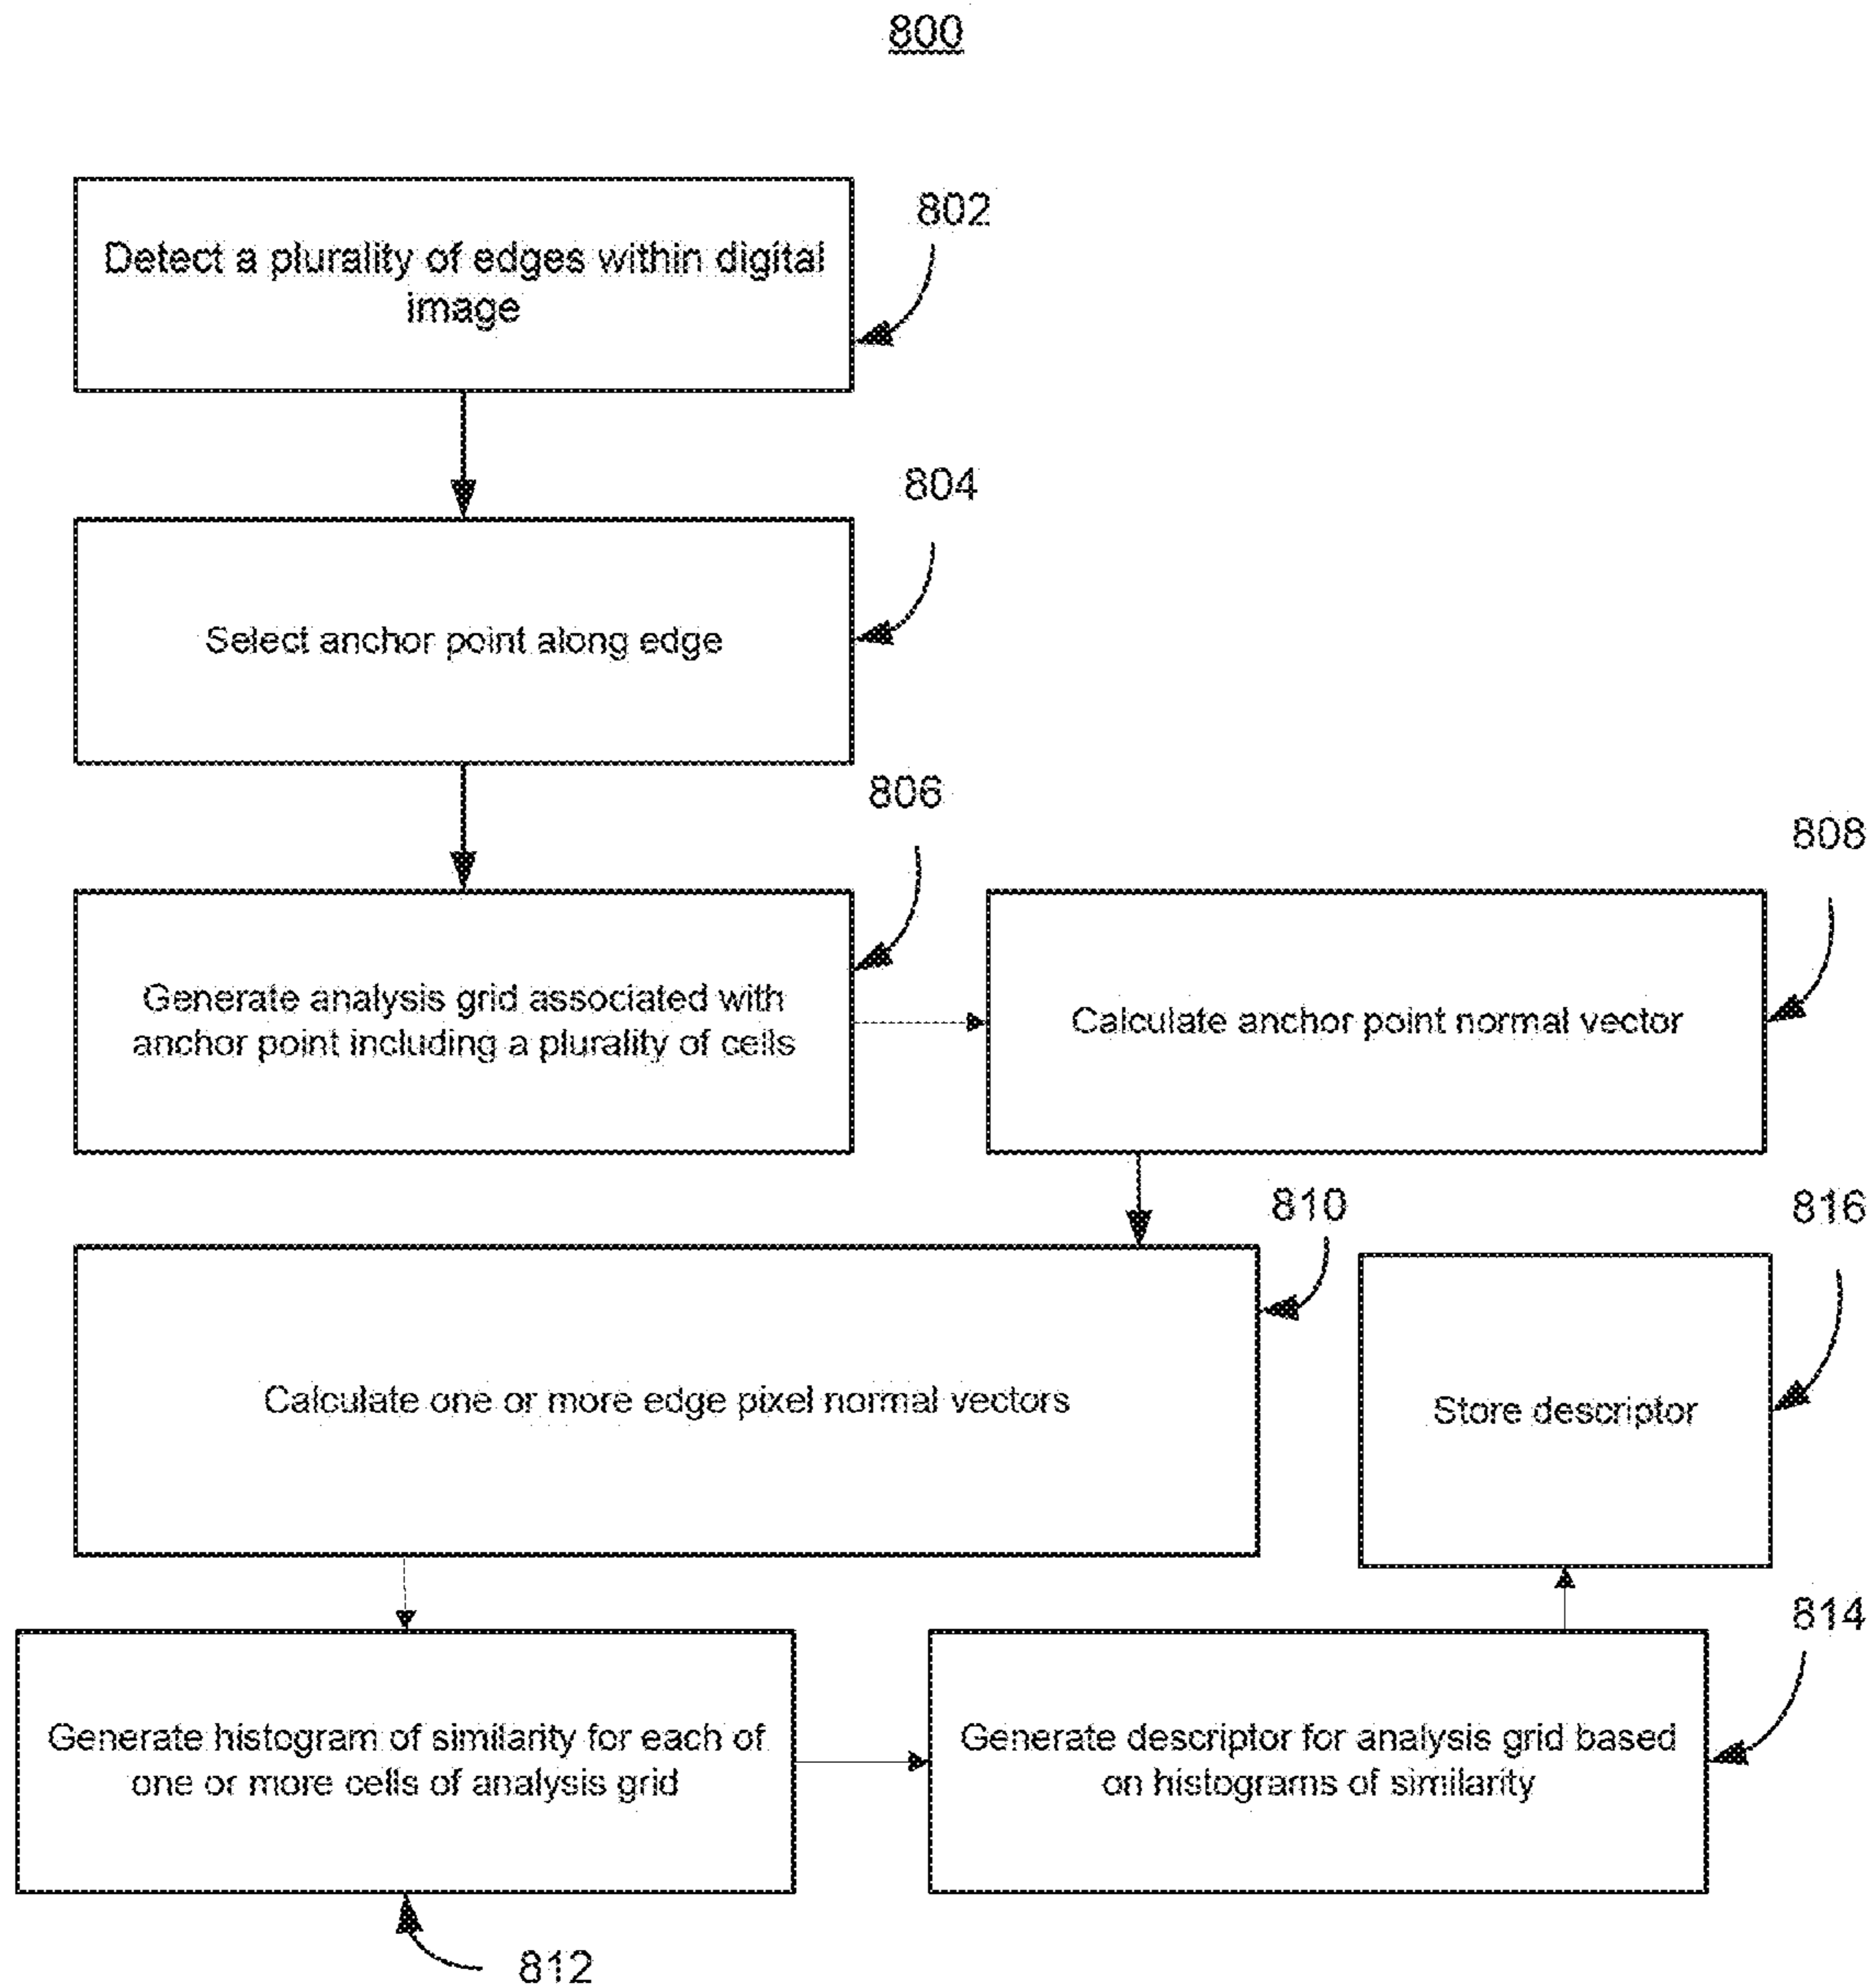 800
802
Detect a plurality of edges within digital
image
804
Select anchor point along edge
806
808
Generate analysis grid associated with
anchor point including a plurality of cells
Calculate anchor point normal vector
810
816
Calculate one or more edge pixel normal vectors
Store descriptor
814
Generate histogram of similarity for each of
one or more cells of analysis grid
Generate descriptor for analysis grid based
on histograms of similarity
812